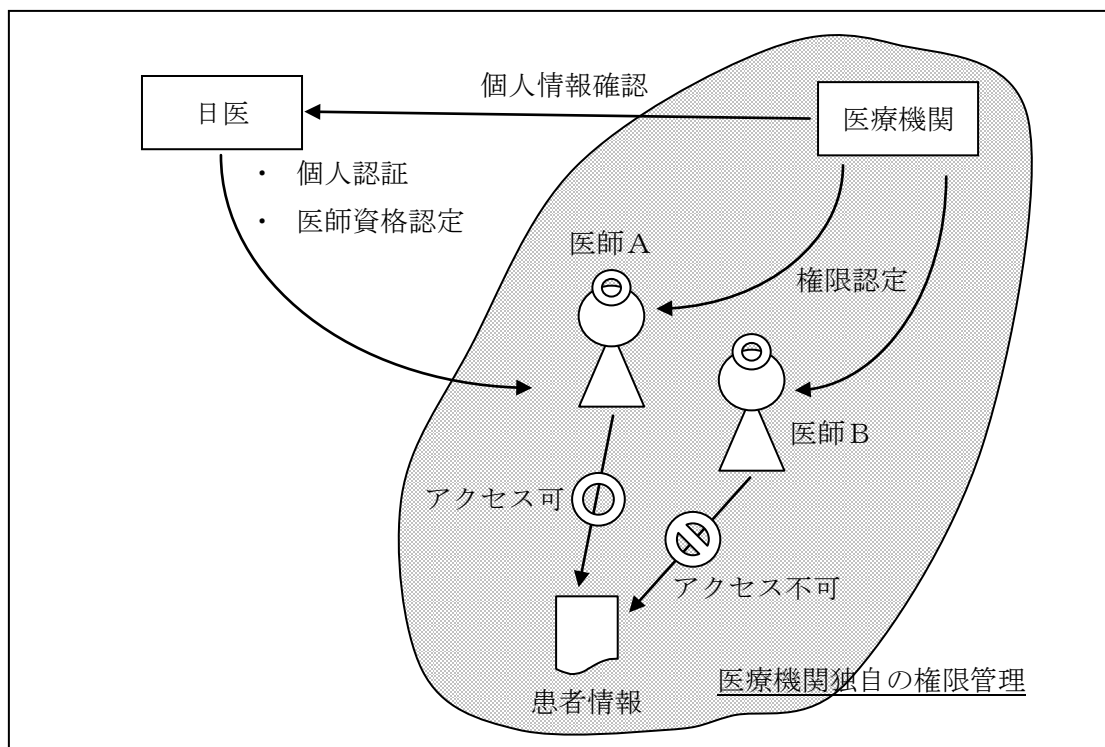 個人情報確認
日医
医療機関
・ 個人認証
・ 医師資格認定
医師Ａ
権限認定
医師Ｂ
アクセス可
アクセス不可
医療機関独自の権限管理
患者情報